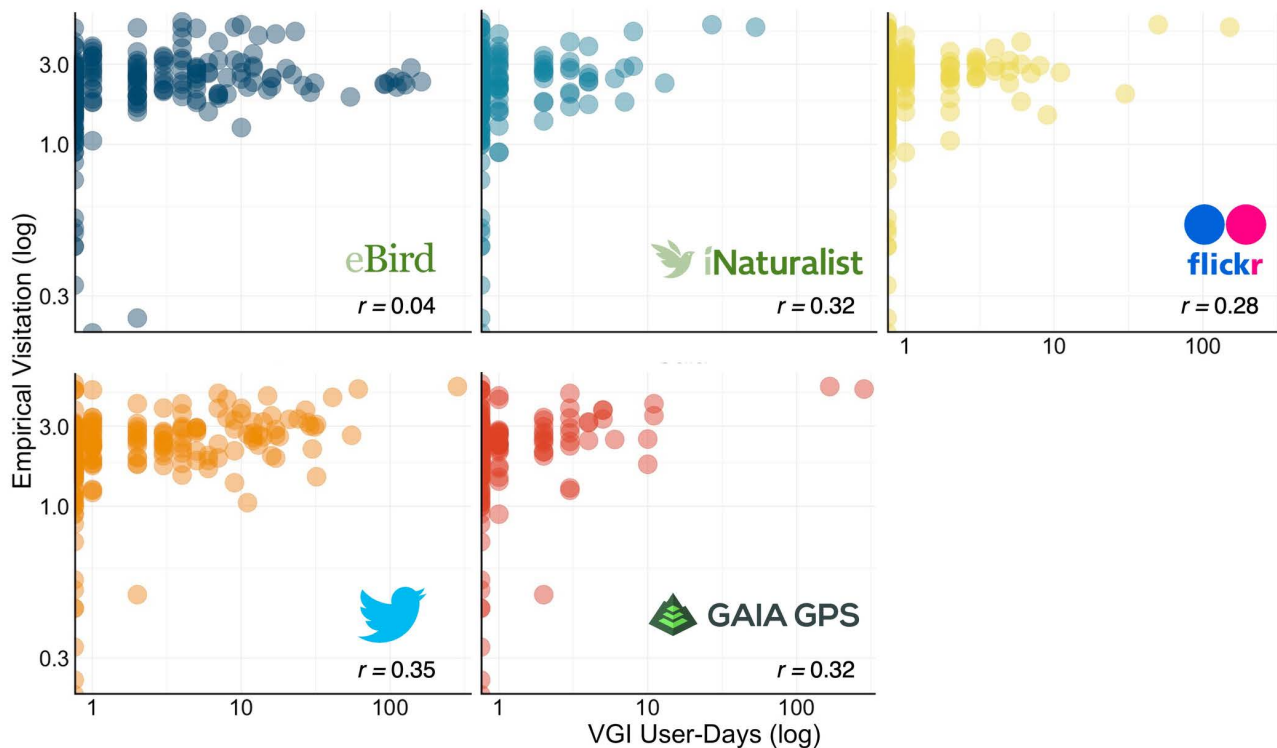 Empirical Visitation (log)
3.0
1.0
0.3
eBird
r = 0.04
iNaturalist
r = 0.32
flickr
r = 0.28
1
10
100
3.0
1.0
0.3
r = 0.35
1
10
100
GAIA GPS
r = 0.32
1
10
100
VGI User-Days (log)